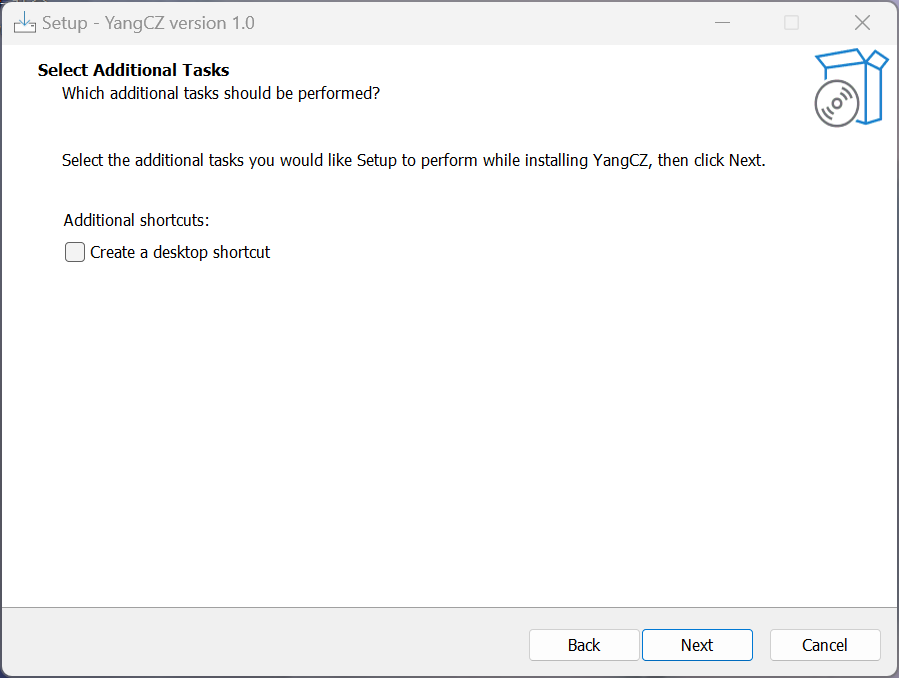 Setup - YangCZ version 1.0
Select Additional Tasks
Which additional tasks should be performed?
Select the additional tasks you would like Setup to perform while installing YangCZ, then click Next.
Additional shortcuts:
Create a desktop shortcut
Back
Next
Cancel